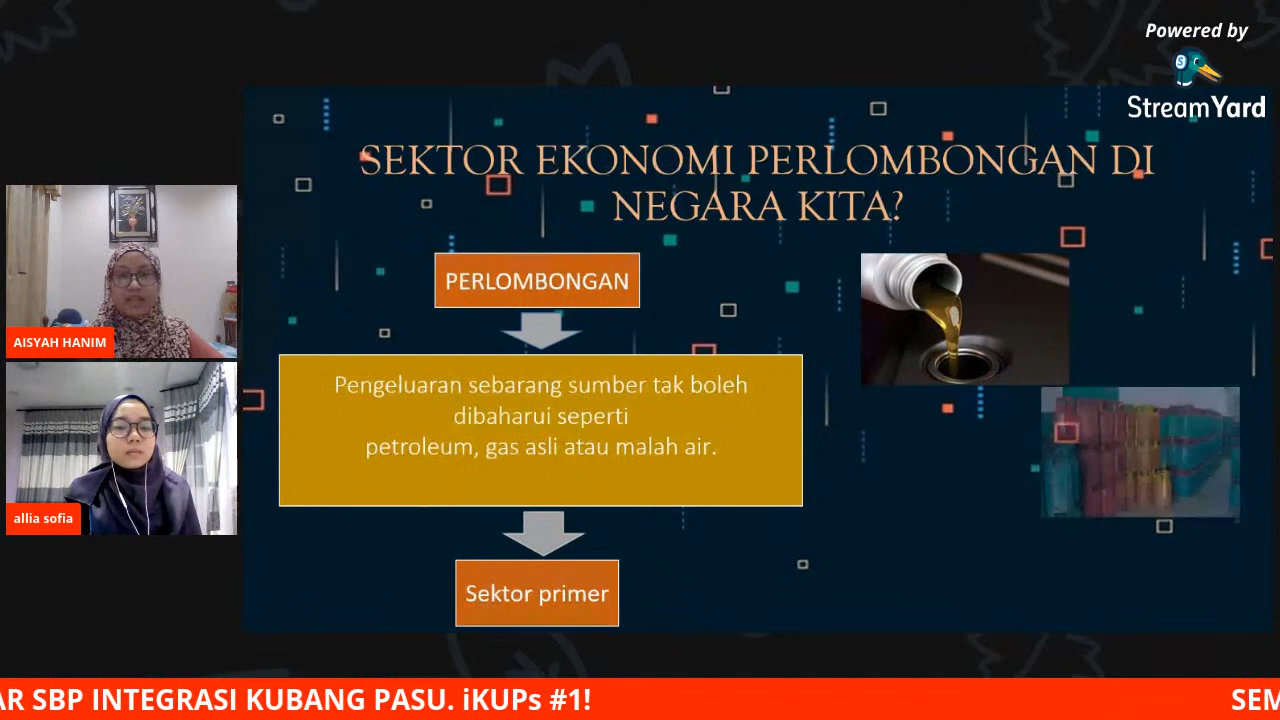 Powered by
StreamYard
SEKTOR EKONOMI PERLOMBONGAN DI
NEGARA KITA?
PERLOMBONGAN
Pengeluaran sebarang sumber tak boleh
dibaharui seperti
petroleum, gas asli atau malah air.
Sektor primer
AISYAH HANIM
allia sofia
AR SBP INTEGRASI KUBANG PASU. iKUPs #1!
SEM